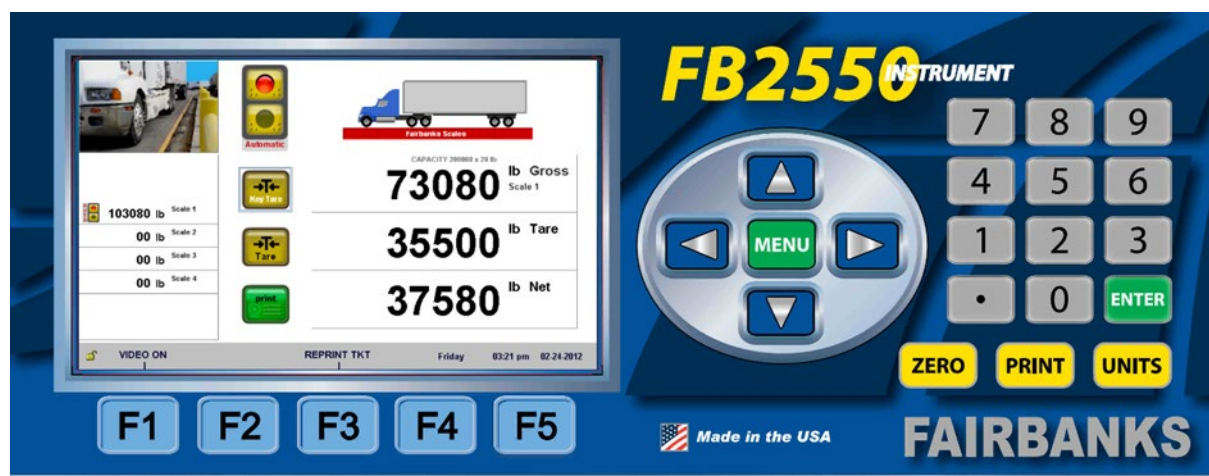 FB2550 INSTRUMENT
Automatic
Fairbanks Scales
CAPACITY 200000 x 20 lb
73080 lb Gross
Scale 1
Key Tare
103080 lb Scale 1
00 lb Scale 2
00 lb Scale 3
00 lb Scale 4
35500 lb Tare
Tare
37580 lb Net
print
VIDEO ON REPRINT TKT Friday 03:21 pm 02-24-2012
F1 F2 F3 F4 F5
MENU
7 8 9
4 5 6
1 2 3
. 0 ENTER
ZERO PRINT UNITS
Made in the USA
FAIRBANKS